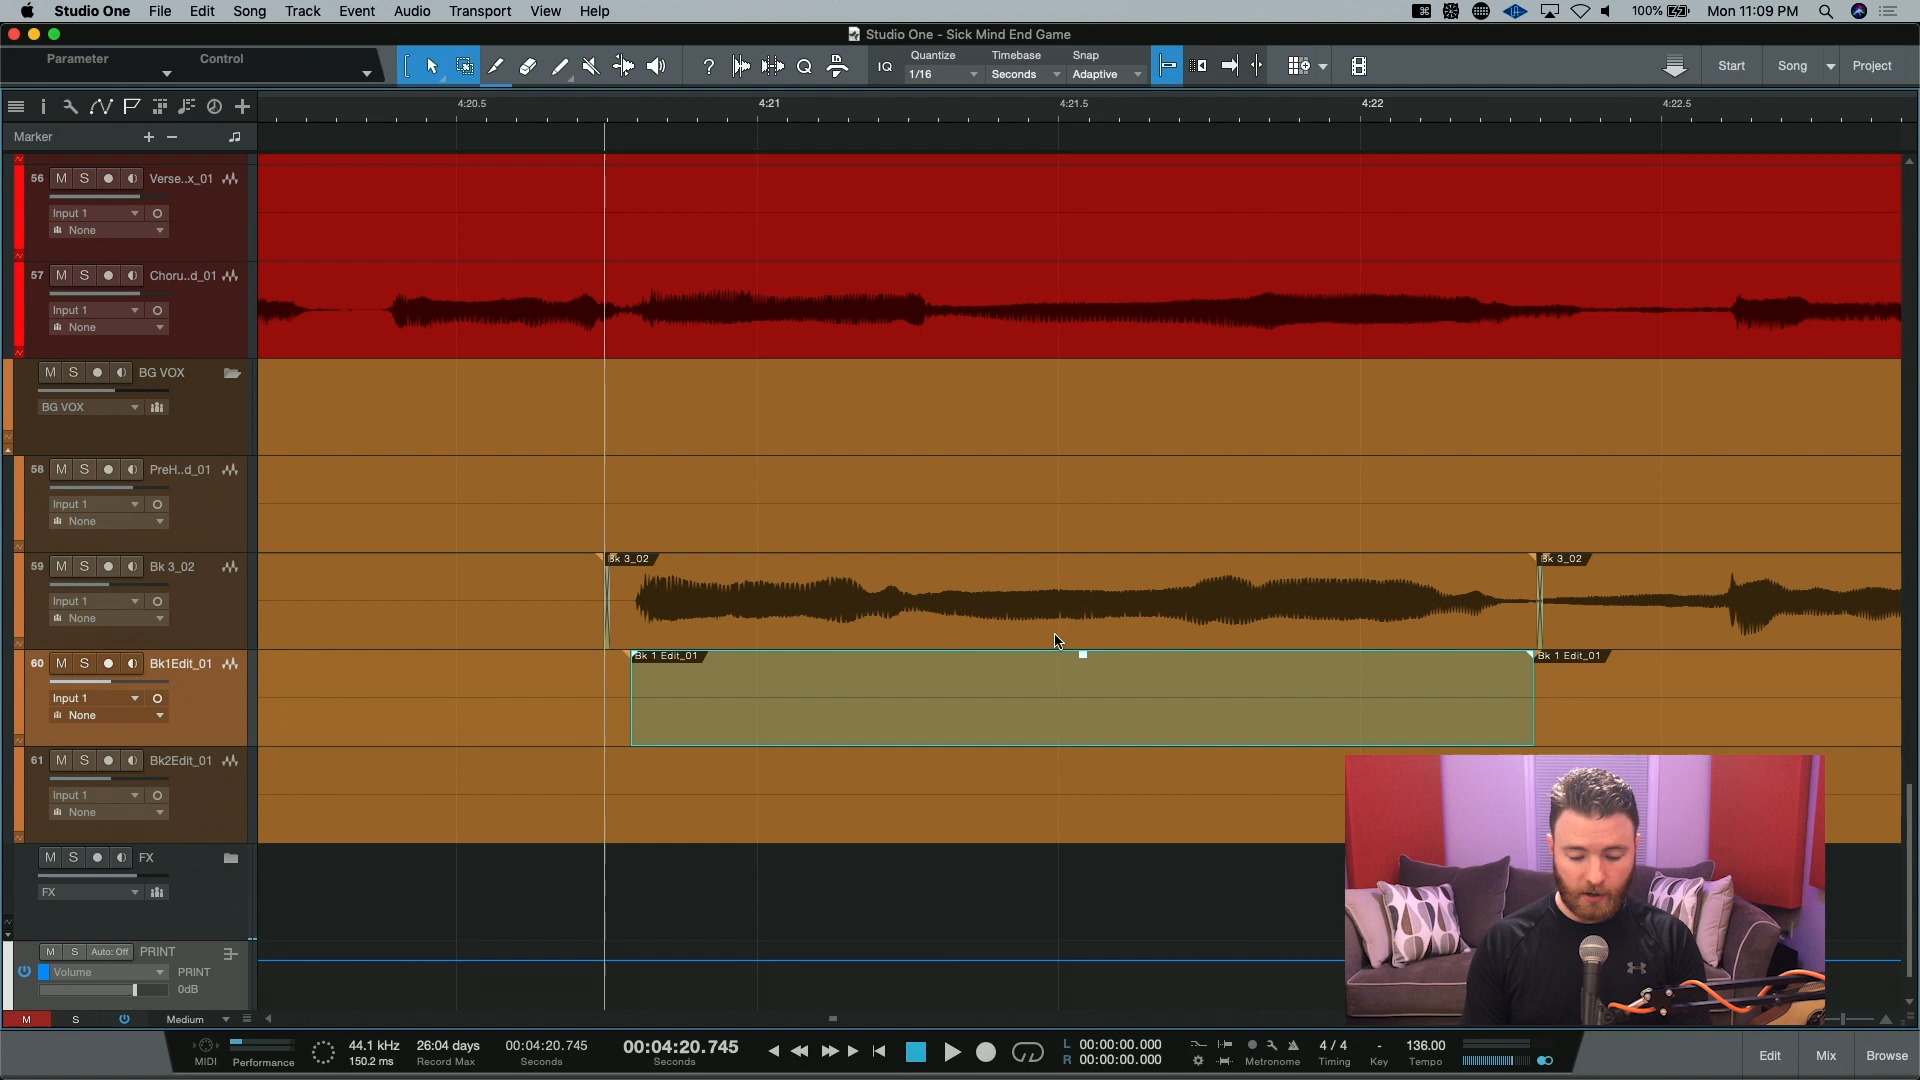 Studio One File Edit Song Track Event Audio Transport View Help 100% Mon 11:09 PM
Studio One - Sick Mind End Game
Parameter Control
? IQ Quantize Timebase Snap
1/16 Seconds Adaptive
Start Song Project
4:20.5 4:21 4:21.5 4:22 4:22.5
Marker + −
56 M S Verse..x_01
Input 1
None
57 M S Choru..d_01
Input 1
None
M S BG VOX
BG VOX
58 M S PreH..d_01
Input 1
None
59 M S Bk 3_02
Input 1
None
Bk 3_02 Bk 3_02
60 M S Bk1Edit_01
Input 1
None
Bk 1 Edit_01 Bk 1 Edit_01
61 M S Bk2Edit_01
Input 1
None
M S FX
FX
M S Auto: Off PRINT
Volume PRINT
0dB
M S Medium
MIDI Performance
44.1 kHz
150.2 ms
26:04 days
Record Max
00:04:20.745
Seconds
00:04:20.745
Seconds
L 00:00:00.000
R 00:00:00.000
Metronome
4 / 4
Timing
-
Key
136.00
Tempo
Edit Mix Browse